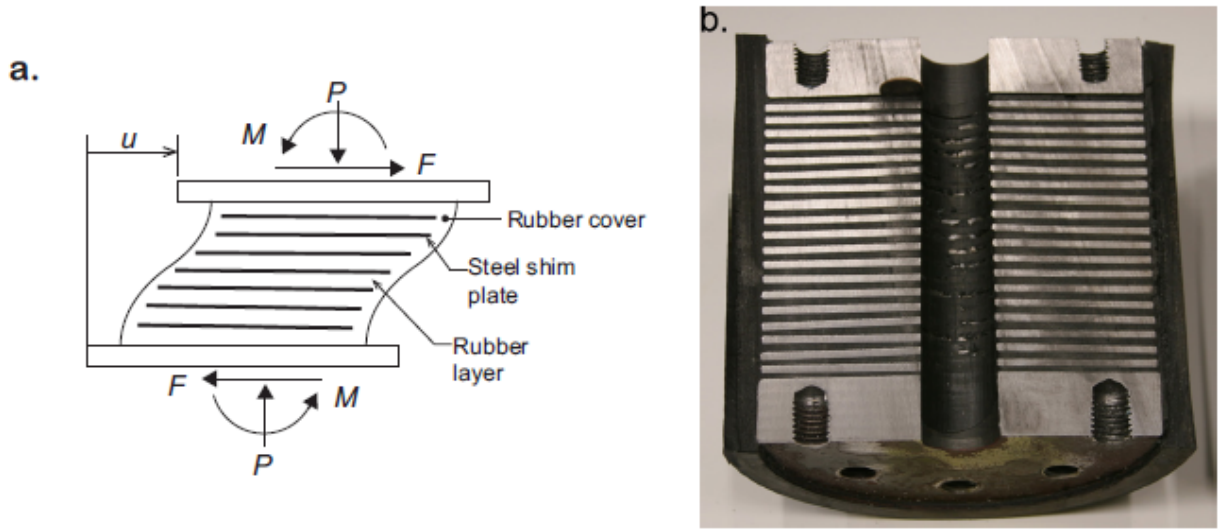 a.
P
M
F
u
Rubber cover
Steel shim
plate
Rubber
layer
F
M
P
b.